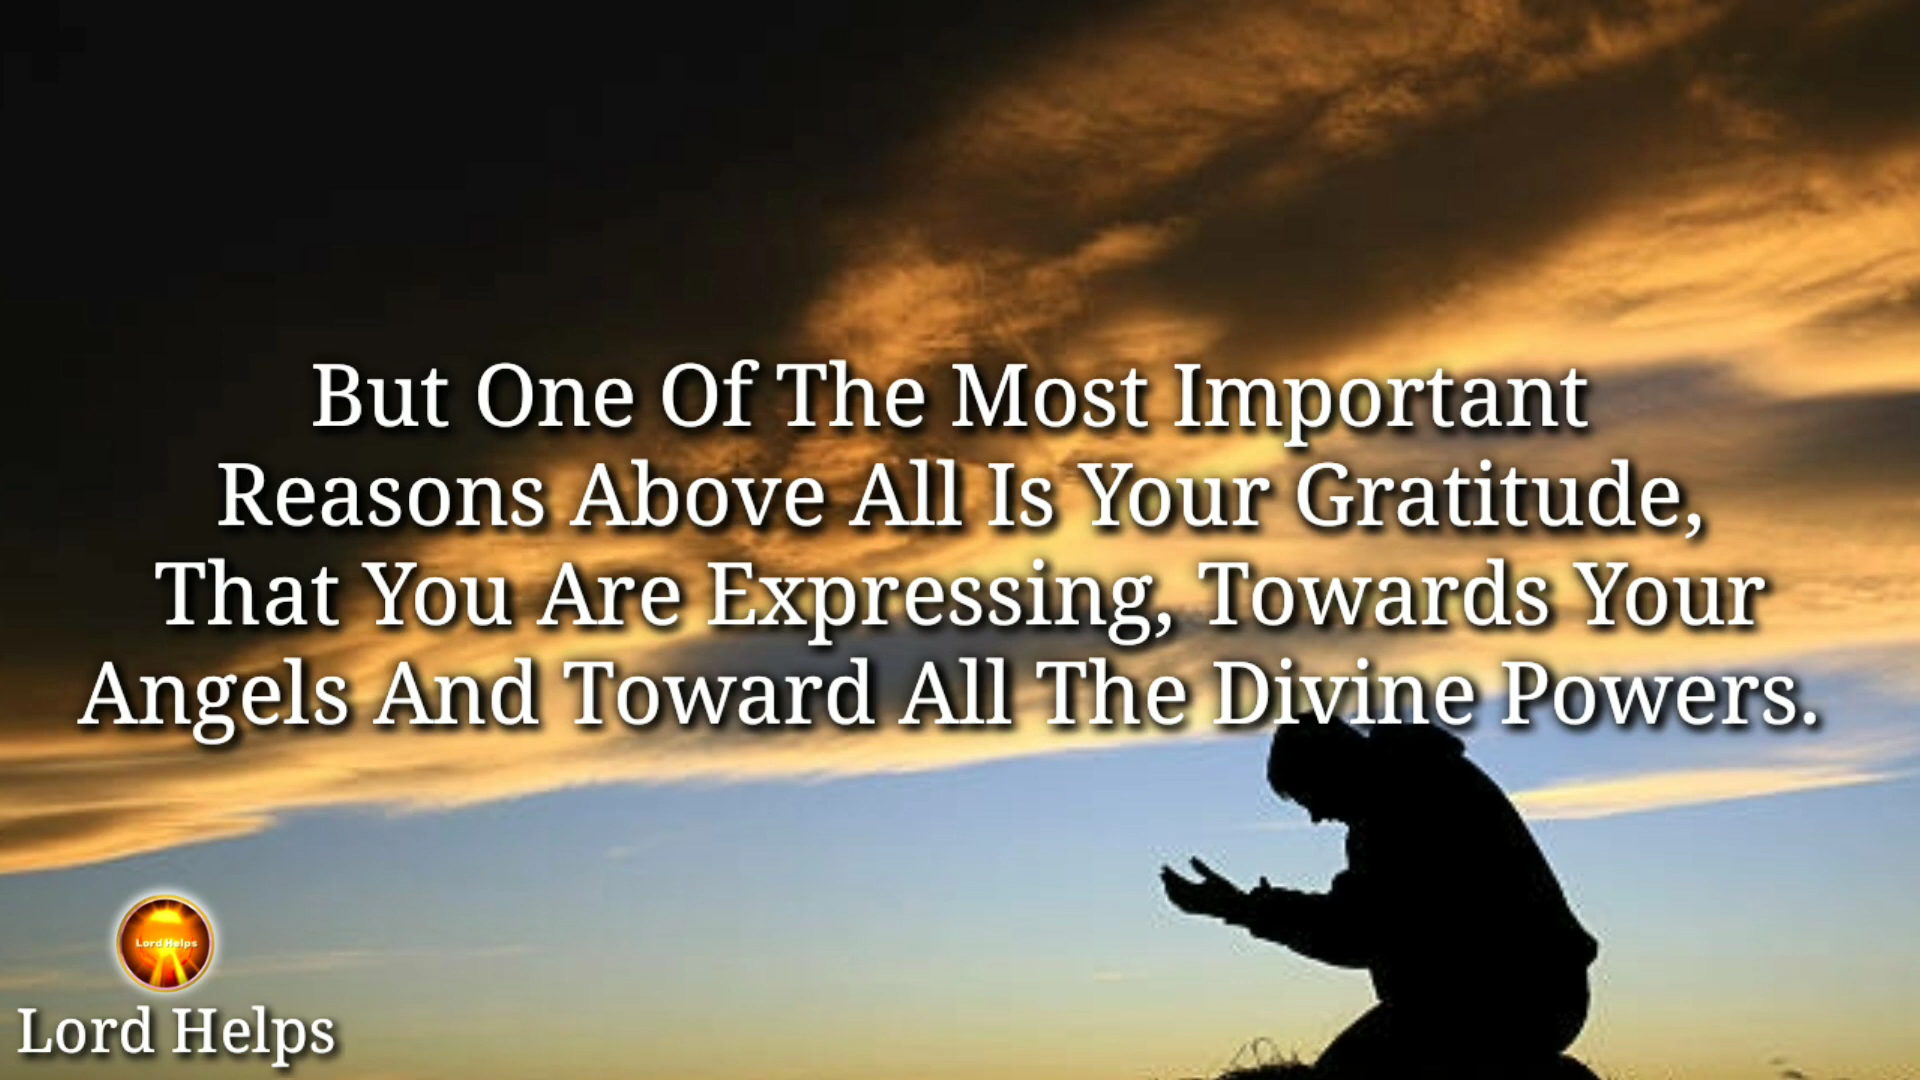 But One Of The Most Important
Reasons Above All Is Your Gratitude,
That You Are Expressing, Towards Your
Angels And Toward All The Divine Powers.
Lord Helps
Lord Helps